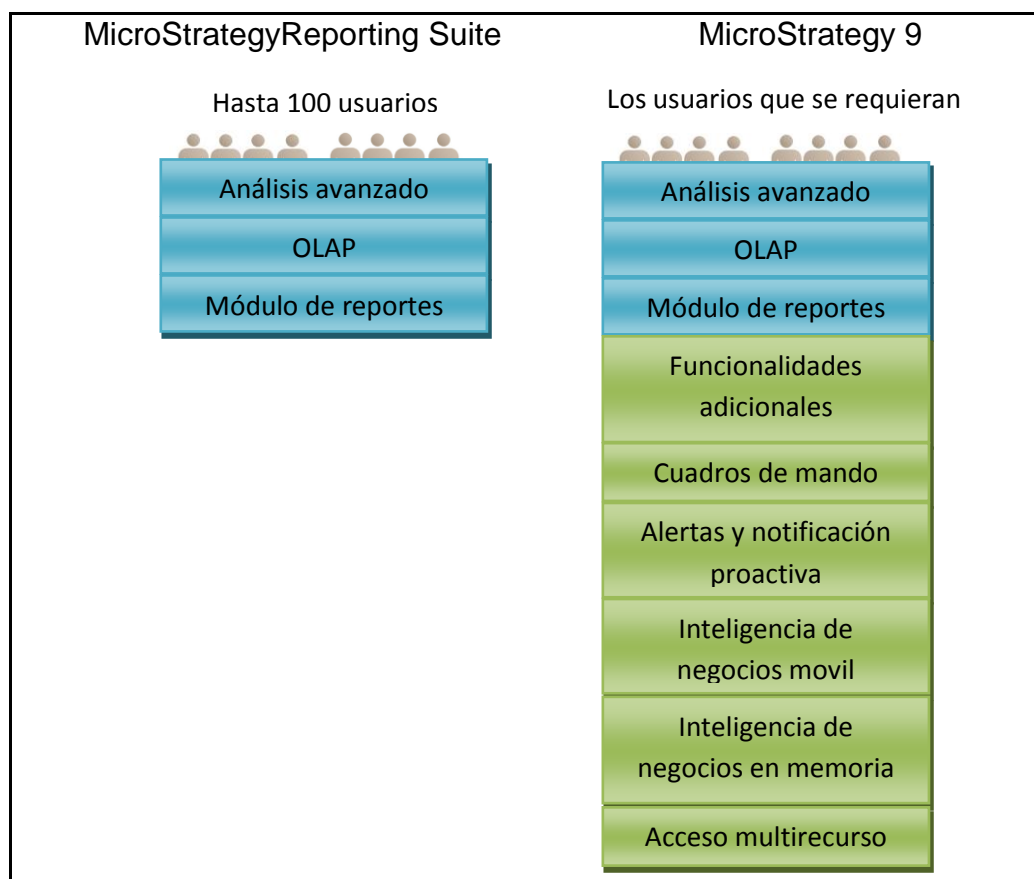 MicroStrategyReporting Suite
Hasta 100 usuarios
Análisis avanzado
OLAP
Módulo de reportes
MicroStrategy 9
Los usuarios que se requieran
Análisis avanzado
OLAP
Módulo de reportes
Funcionalidades
adicionales
Cuadros de mando
Alertas y notificación
proactiva
Inteligencia de
negocios movil
Inteligencia de
negocios en memoria
Acceso multirecurso